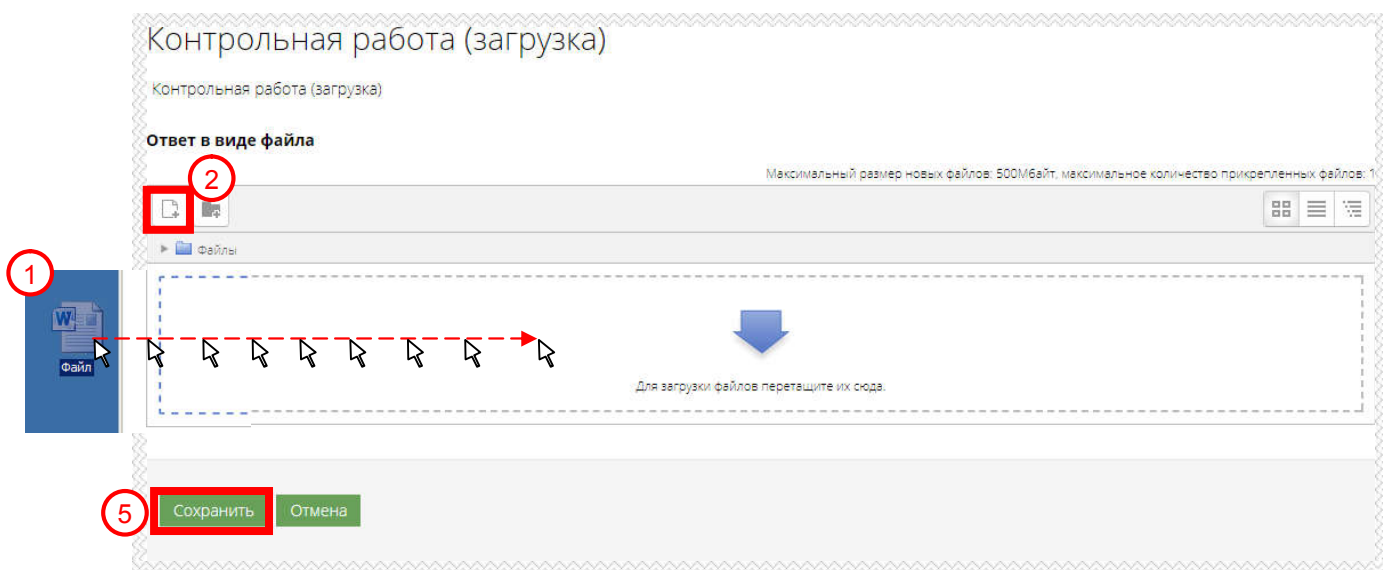 Контрольная работа (загрузка)
Контрольная работа (загрузка)
Ответ в виде файла
2
Максимальный размер новых файлов: 500Мбайт, максимальное количество прикрепленных файлов: 1
Файлы
1
W
Файл
Для загрузки файлов перетащите их сюда.
5
Сохранить
Отмена